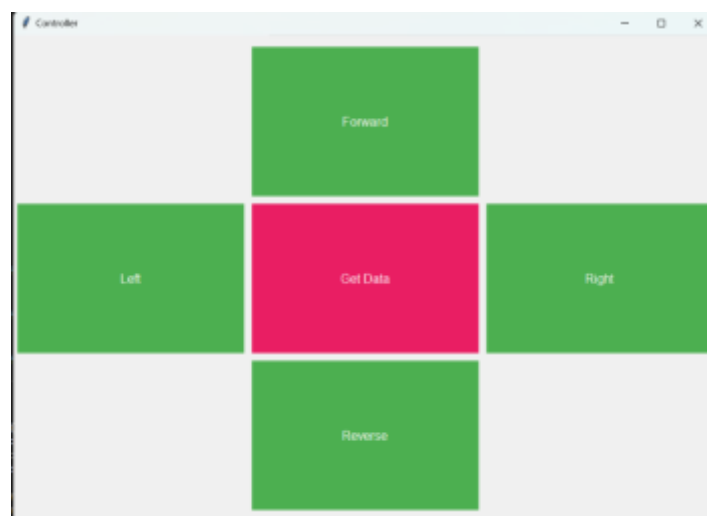 Controller
Forward
Left
Get Data
Right
Reverse